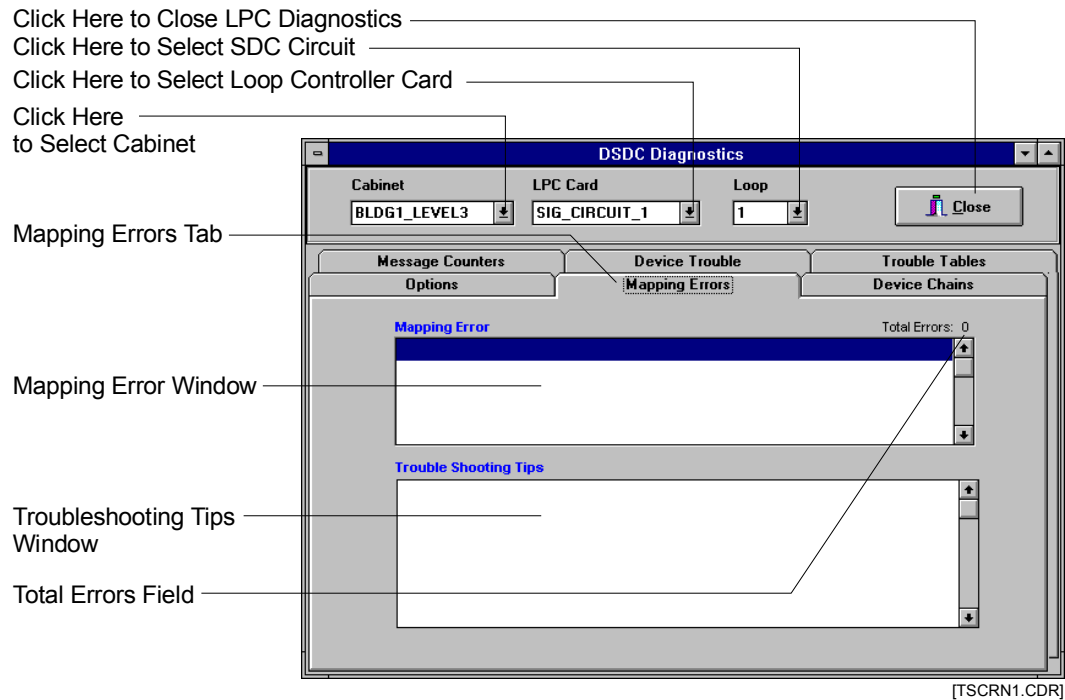 Click Here to Close LPC Diagnostics
Click Here to Select SDC Circuit
Click Here to Select Loop Controller Card
Click Here
to Select Cabinet
DSDC Diagnostics
Cabinet
LPC Card
Loop
BLDG1_LEVEL3
SIG_CIRCUIT_1
1
Close
Mapping Errors Tab
Message Counters
Device Trouble
Trouble Tables
Options
Mapping Errors
Device Chains
Mapping Error
Total Errors: 0
Mapping Error Window
Trouble Shooting Tips
Troubleshooting Tips
Window
Total Errors Field
[TSCRN1.CDR]